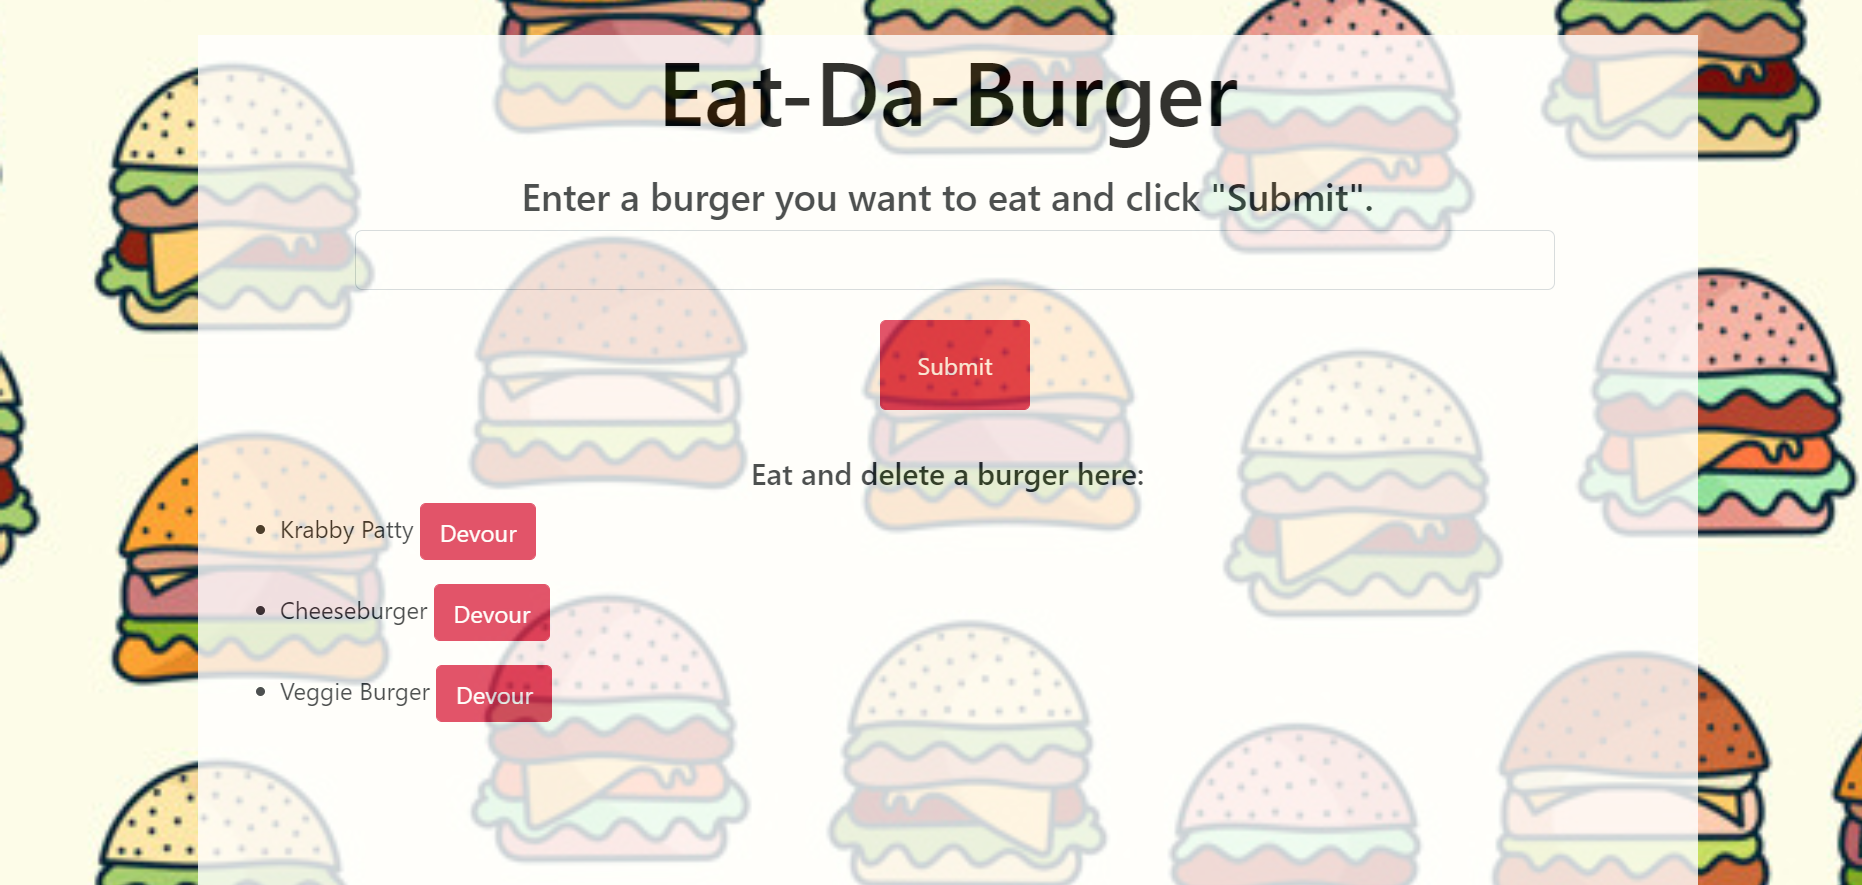 Eat-Da-Burger
Enter a burger you want to eat and click "Submit".
Submit
Eat and delete a burger here:
Krabby Patty Devour
Cheeseburger Devour
Veggie Burger Devour